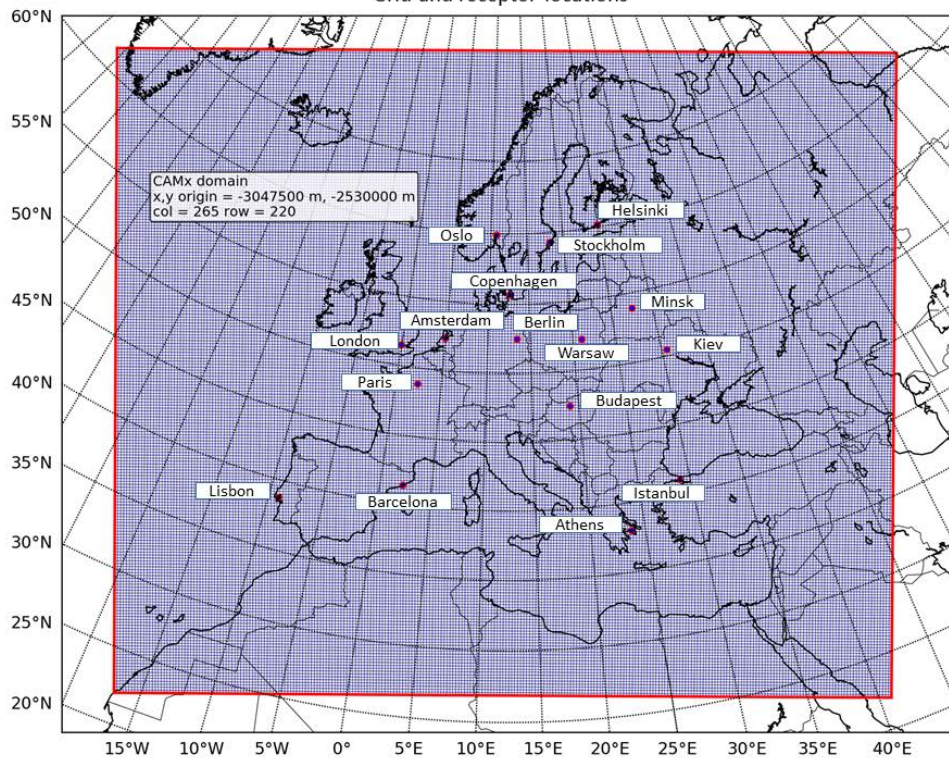 Grid and receptor locations
60°N
55°N
50°N
45°N
40°N
35°N
30°N
25°N
20°N
CAMx domain
x,y origin = -3047500 m, -2530000 m
col = 265 row = 220
Helsinki
Oslo
Stockholm
Copenhagen
Minsk
Amsterdam
Berlin
London
Warsaw
Kiev
Paris
Budapest
Lisbon
Barcelona
Istanbul
Athens
15°W 10°W 5°W 0° 5°E 10°E 15°E 20°E 25°E 30°E 35°E 40°E